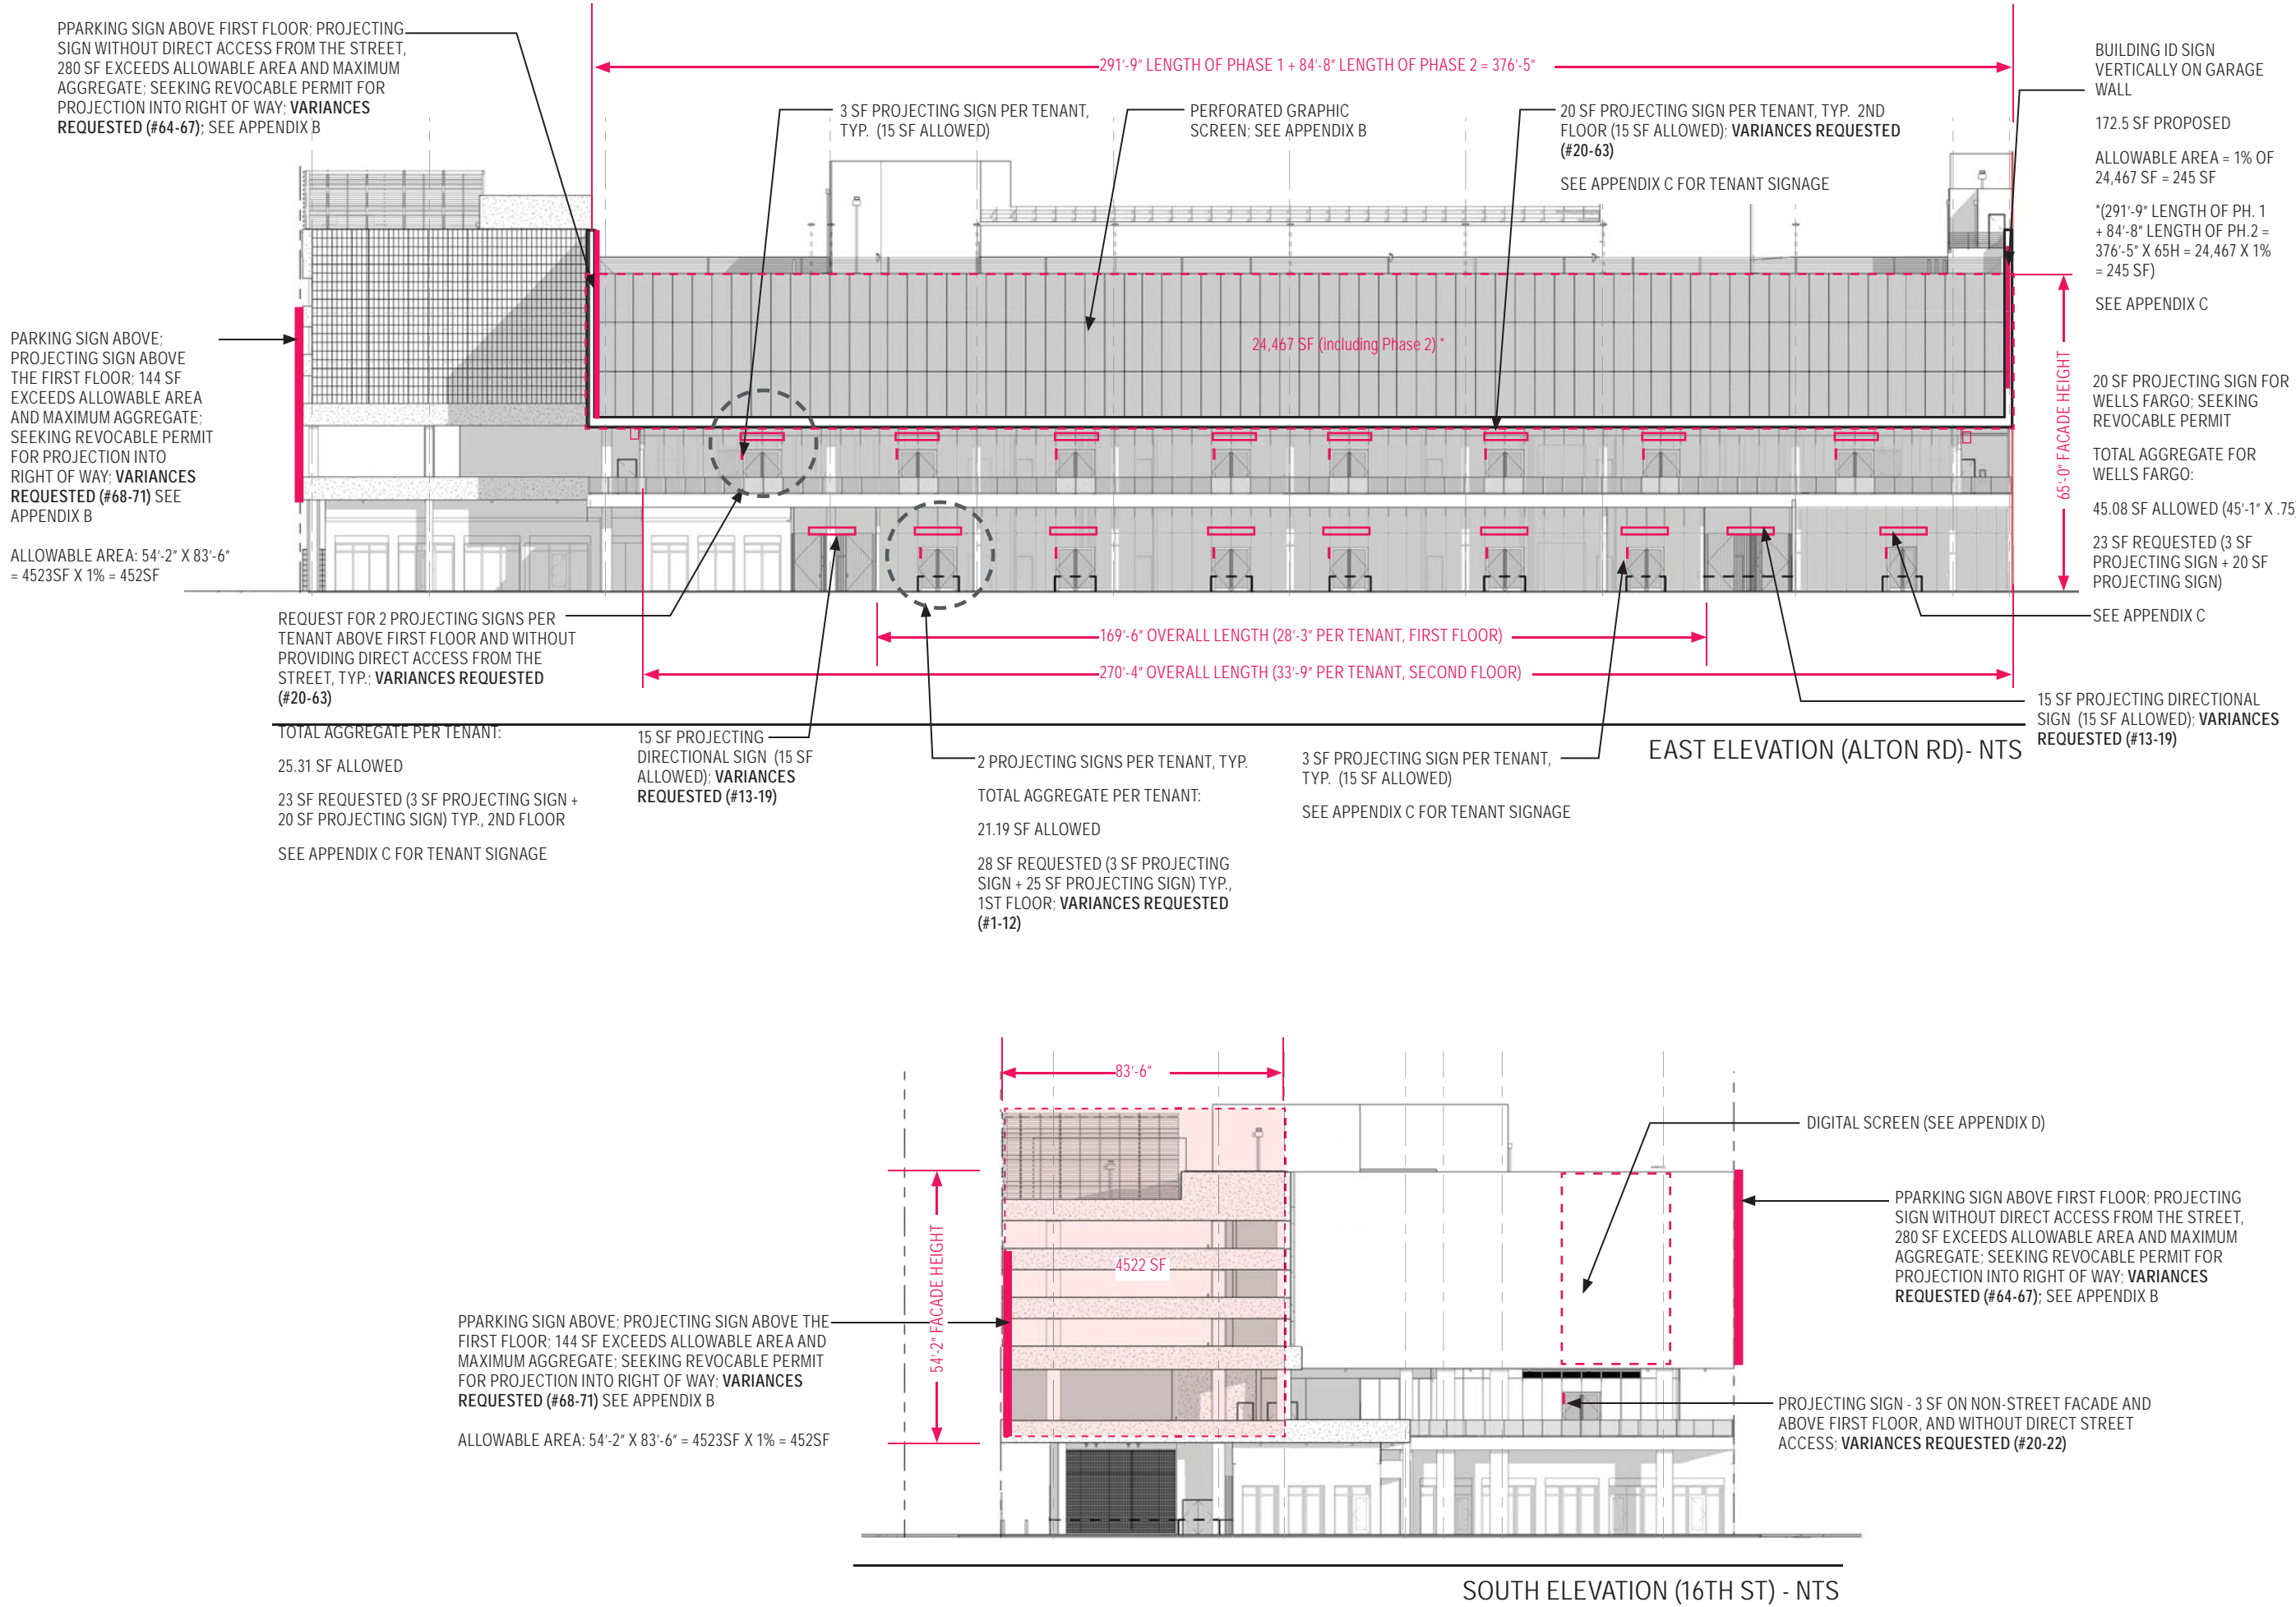 PPARKING SIGN ABOVE FIRST FLOOR; PROJECTING
SIGN WITHOUT DIRECT ACCESS FROM THE STREET,
280 SF EXCEEDS ALLOWABLE AREA AND MAXIMUM
AGGREGATE; SEEKING REVOCABLE PERMIT FOR
PROJECTION INTO RIGHT OF WAY; VARIANCES
REQUESTED (#64-67); SEE APPENDIX B
291'-9" LENGTH OF PHASE 1 + 84'-8" LENGTH OF PHASE 2 = 376'-5"
3 SF PROJECTING SIGN PER TENANT,
TYP. (15 SF ALLOWED)
PERFORATED GRAPHIC
SCREEN; SEE APPENDIX B
20 SF PROJECTING SIGN PER TENANT, TYP. 2ND
FLOOR (15 SF ALLOWED); VARIANCES REQUESTED
(#20-63)
SEE APPENDIX C FOR TENANT SIGNAGE
BUILDING ID SIGN
VERTICALLY ON GARAGE
WALL
172.5 SF PROPOSED
ALLOWABLE AREA = 1% OF
24,467 SF = 245 SF
*(291'-9" LENGTH OF PH. 1
+ 84'-8" LENGTH OF PH.2 =
376'-5" X 65H = 24,467 X 1%
= 245 SF)
SEE APPENDIX C
PARKING SIGN ABOVE;
PROJECTING SIGN ABOVE
THE FIRST FLOOR; 144 SF
EXCEEDS ALLOWABLE AREA
AND MAXIMUM AGGREGATE;
SEEKING REVOCABLE PERMIT
FOR PROJECTION INTO
RIGHT OF WAY; VARIANCES
REQUESTED (#68-71) SEE
APPENDIX B
ALLOWABLE AREA: 54'-2" X 83'-6"
= 4523SF X 1% = 452SF
24,467 SF (including Phase 2) *
65'-0" FACADE HEIGHT
20 SF PROJECTING SIGN FOR
WELLS FARGO; SEEKING
REVOCABLE PERMIT
TOTAL AGGREGATE FOR
WELLS FARGO:
45.08 SF ALLOWED (45'-1" X .75
23 SF REQUESTED (3 SF
PROJECTING SIGN + 20 SF
PROJECTING SIGN)
SEE APPENDIX C
REQUEST FOR 2 PROJECTING SIGNS PER
TENANT ABOVE FIRST FLOOR AND WITHOUT
PROVIDING DIRECT ACCESS FROM THE
STREET, TYP.; VARIANCES REQUESTED
(#20-63)
TOTAL AGGREGATE PER TENANT:
25.31 SF ALLOWED
23 SF REQUESTED (3 SF PROJECTING SIGN +
20 SF PROJECTING SIGN) TYP., 2ND FLOOR
SEE APPENDIX C FOR TENANT SIGNAGE
169'-6" OVERALL LENGTH (28'-3" PER TENANT, FIRST FLOOR)
270'-4" OVERALL LENGTH (33'-9" PER TENANT, SECOND FLOOR)
15 SF PROJECTING
DIRECTIONAL SIGN (15 SF
ALLOWED); VARIANCES
REQUESTED (#13-19)
2 PROJECTING SIGNS PER TENANT, TYP.
TOTAL AGGREGATE PER TENANT:
21.19 SF ALLOWED
28 SF REQUESTED (3 SF PROJECTING
SIGN + 25 SF PROJECTING SIGN) TYP.,
1ST FLOOR; VARIANCES REQUESTED
(#1-12)
3 SF PROJECTING SIGN PER TENANT,
TYP. (15 SF ALLOWED)
SEE APPENDIX C FOR TENANT SIGNAGE
15 SF PROJECTING DIRECTIONAL
SIGN (15 SF ALLOWED); VARIANCES
REQUESTED (#13-19)
EAST ELEVATION (ALTON RD)- NTS
83'-6"
54'-2" FACADE HEIGHT
4522 SF
DIGITAL SCREEN (SEE APPENDIX D)
PPARKING SIGN ABOVE FIRST FLOOR; PROJECTING
SIGN WITHOUT DIRECT ACCESS FROM THE STREET,
280 SF EXCEEDS ALLOWABLE AREA AND MAXIMUM
AGGREGATE; SEEKING REVOCABLE PERMIT FOR
PROJECTION INTO RIGHT OF WAY; VARIANCES
REQUESTED (#64-67); SEE APPENDIX B
PPARKING SIGN ABOVE; PROJECTING SIGN ABOVE THE
FIRST FLOOR; 144 SF EXCEEDS ALLOWABLE AREA AND
MAXIMUM AGGREGATE; SEEKING REVOCABLE PERMIT
FOR PROJECTION INTO RIGHT OF WAY; VARIANCES
REQUESTED (#68-71) SEE APPENDIX B
ALLOWABLE AREA: 54'-2" X 83'-6" = 4523SF X 1% = 452SF
PROJECTING SIGN - 3 SF ON NON-STREET FACADE AND
ABOVE FIRST FLOOR, AND WITHOUT DIRECT STREET
ACCESS; VARIANCES REQUESTED (#20-22)
SOUTH ELEVATION (16TH ST) - NTS